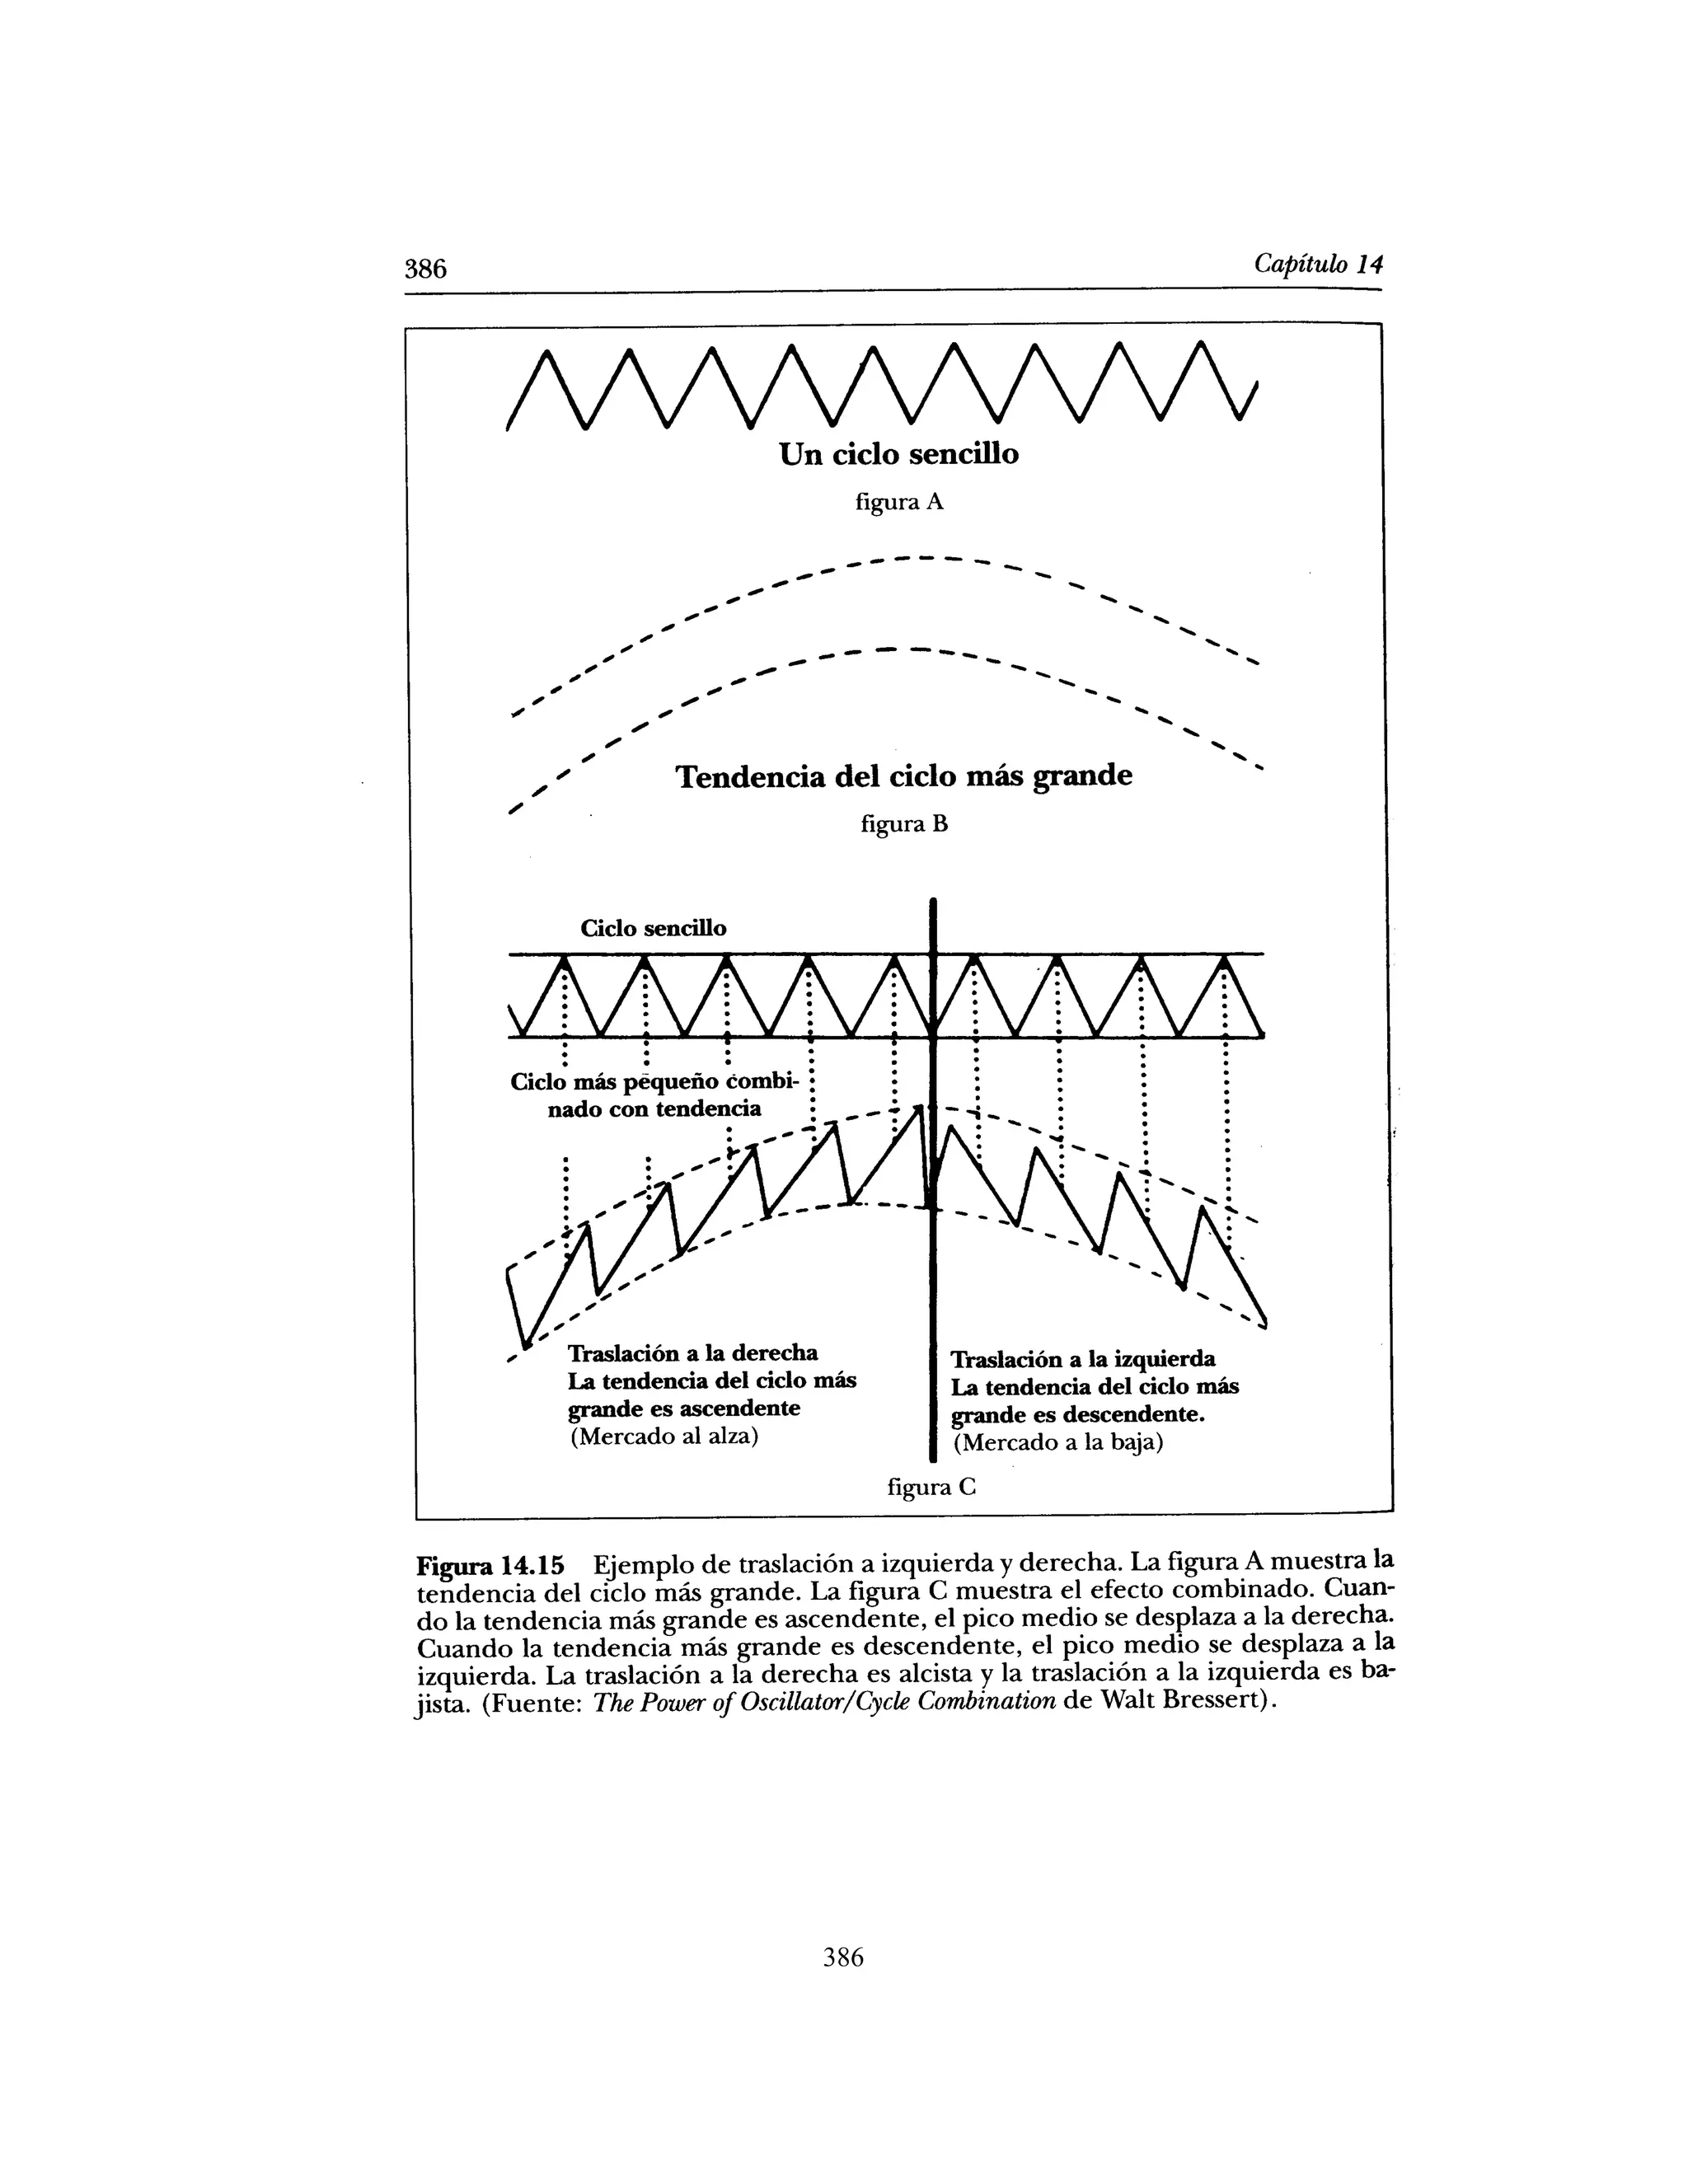 386
Capítulo 14
Un ciclo sencillo
figura A
Tendencia del ciclo más grande
figura B
Ciclo sencillo
Ciclo más pequeño combi-
nado con tendencia
Traslación a la derecha
La tendencia del ciclo más
grande es ascendente
(Mercado al alza)
Traslación a la izquierda
La tendencia del ciclo más
grande es descendente.
(Mercado a la baja)
figura C
Figura 14.15 Ejemplo de traslación a izquierda y derecha. La figura A muestra la
tendencia del ciclo más grande. La figura C muestra el efecto combinado. Cuan-
do la tendencia más grande es ascendente, el pico medio se desplaza a la derecha.
Cuando la tendencia más grande es descendente, el pico medio se desplaza a la
izquierda. La traslación a la derecha es alcista y la traslación a la izquierda es ba-
jista. (Fuente: The Power of Oscillator/Cycle Combination de Walt Bressert).
386